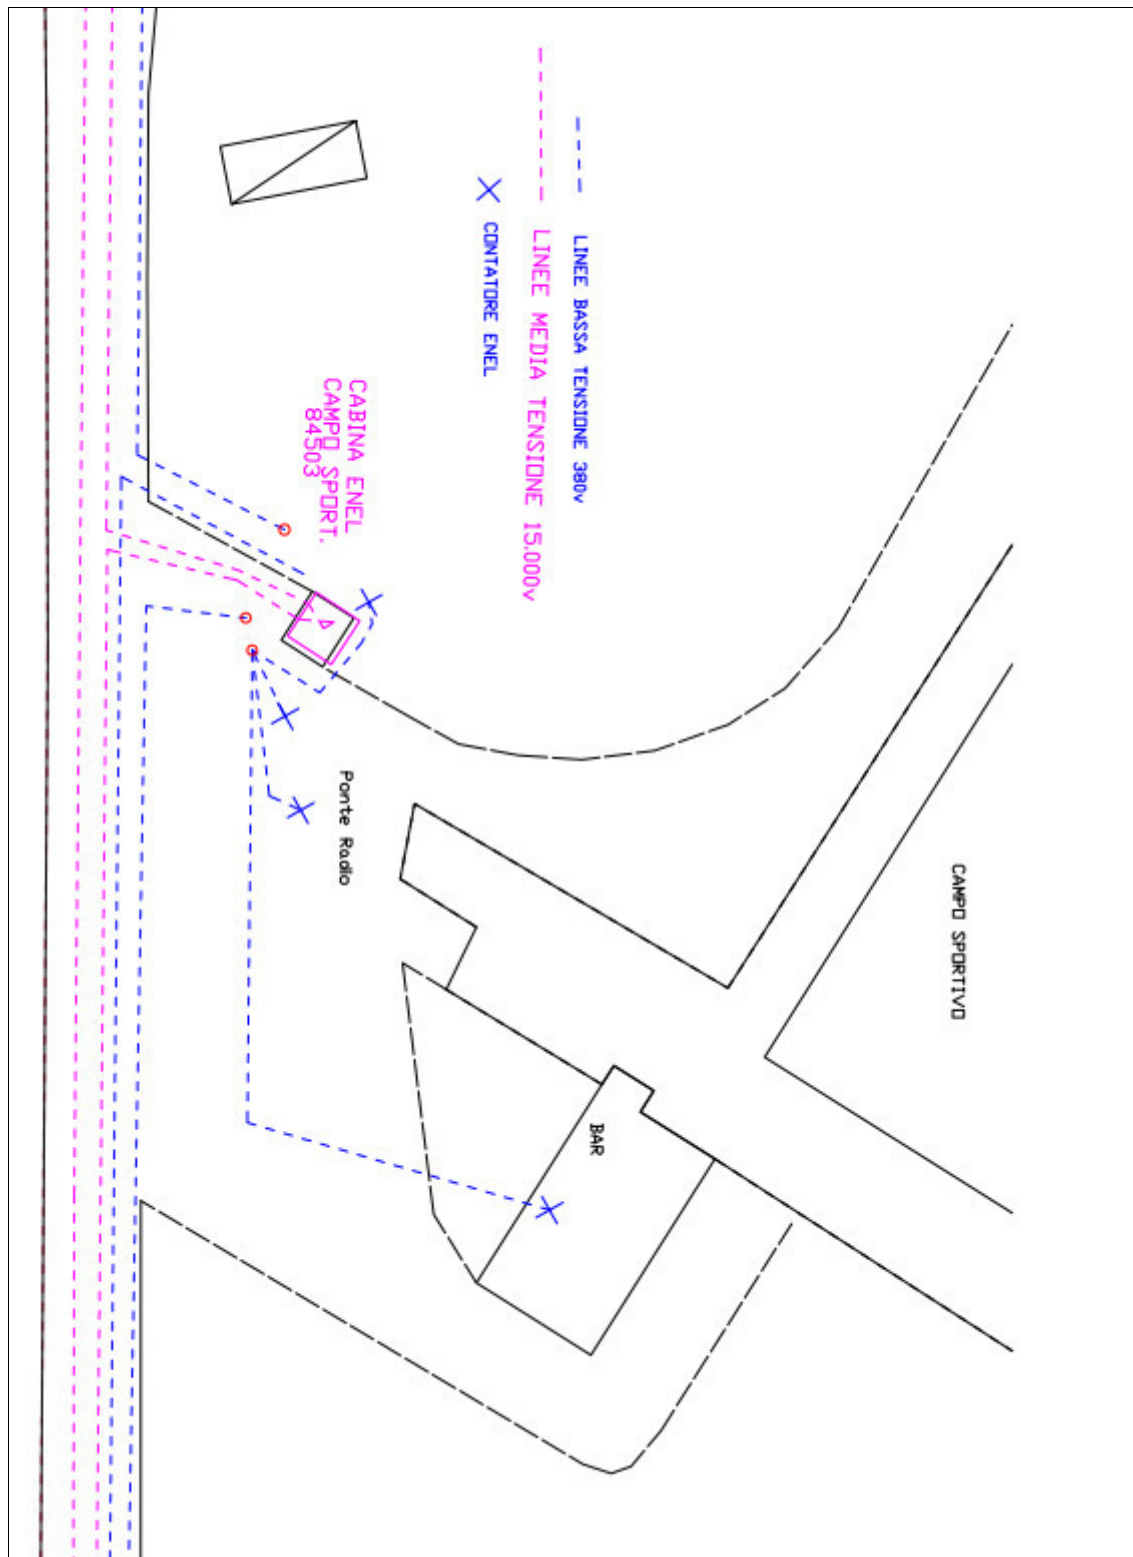 LINEE BASSA TENSIONE 380v
LINEE MEDIA TENSIONE 15.000v
CONTATORE ENEL
CABINA ENEL
CAMPO SPORT.
84503
Ponte Radio
CAMPO SPORTIVO
BAR